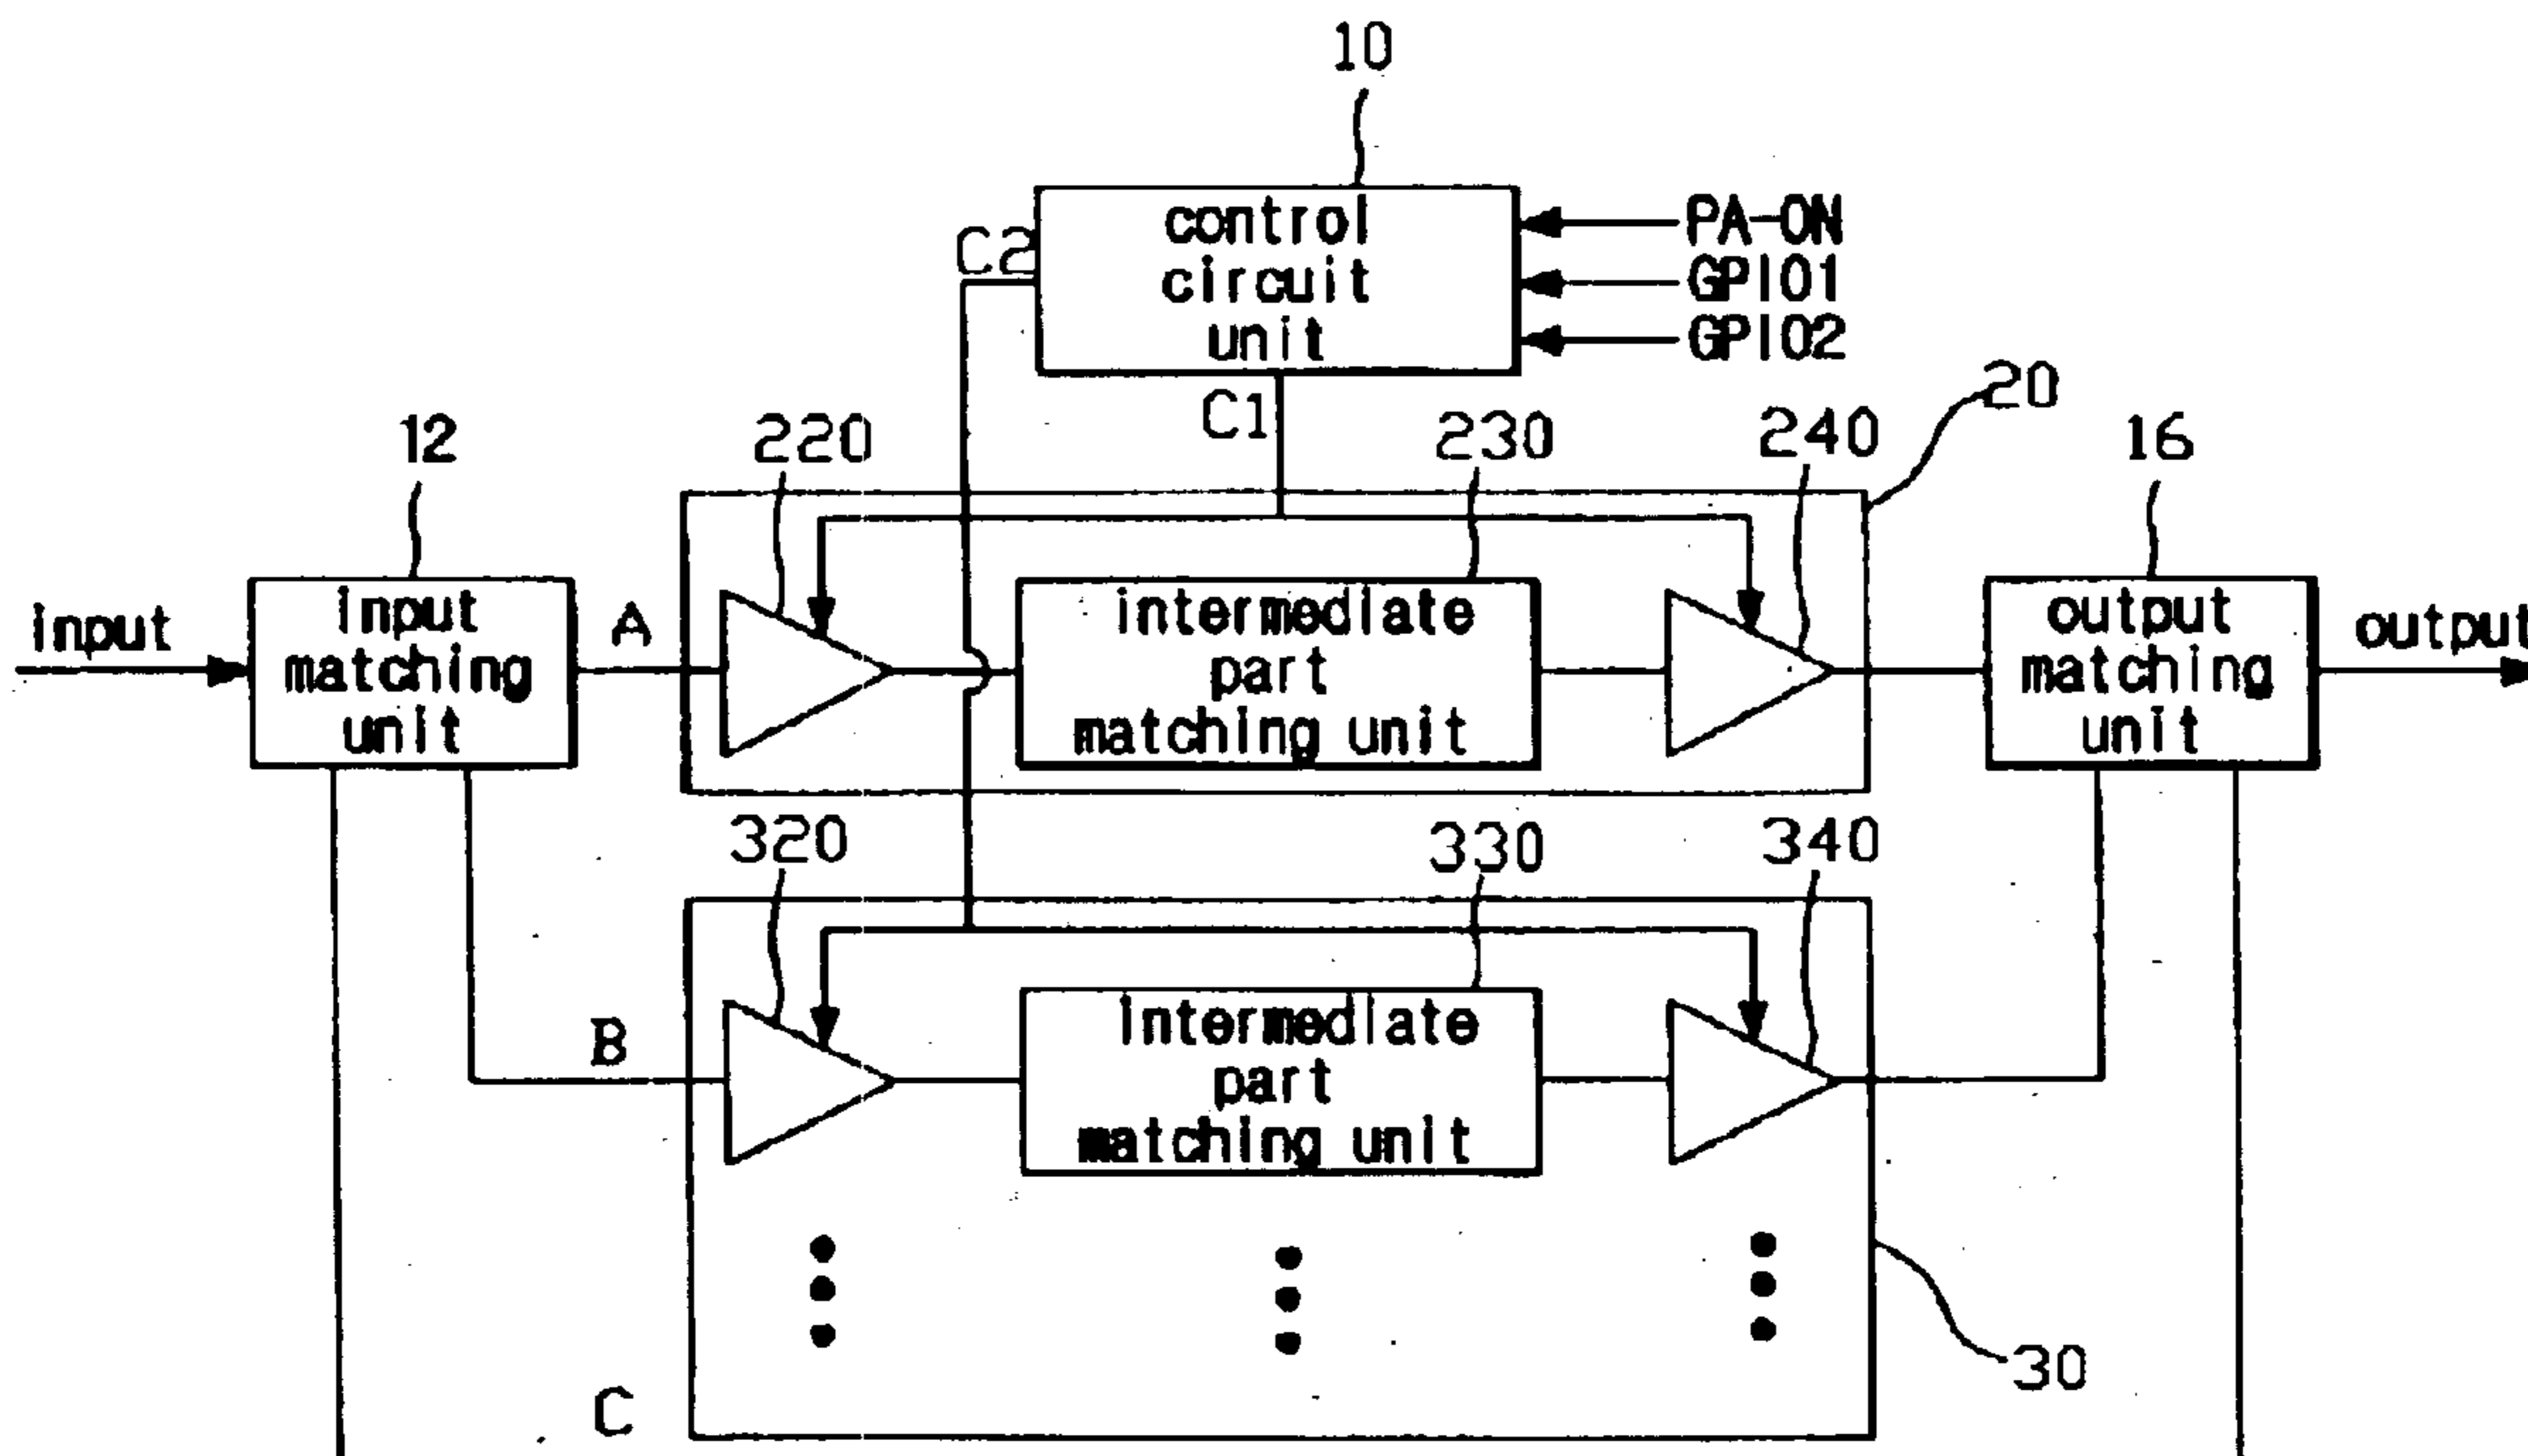 10
control
circuit
unit
PA-ON
GPIO1
GPIO2
C2
C1
20
12
220
230
240
16
input
input
matching
unit
A
intermediate
part
matching unit
output
matching
unit
output
320
330
340
B
intermediate
part
matching unit
30
C